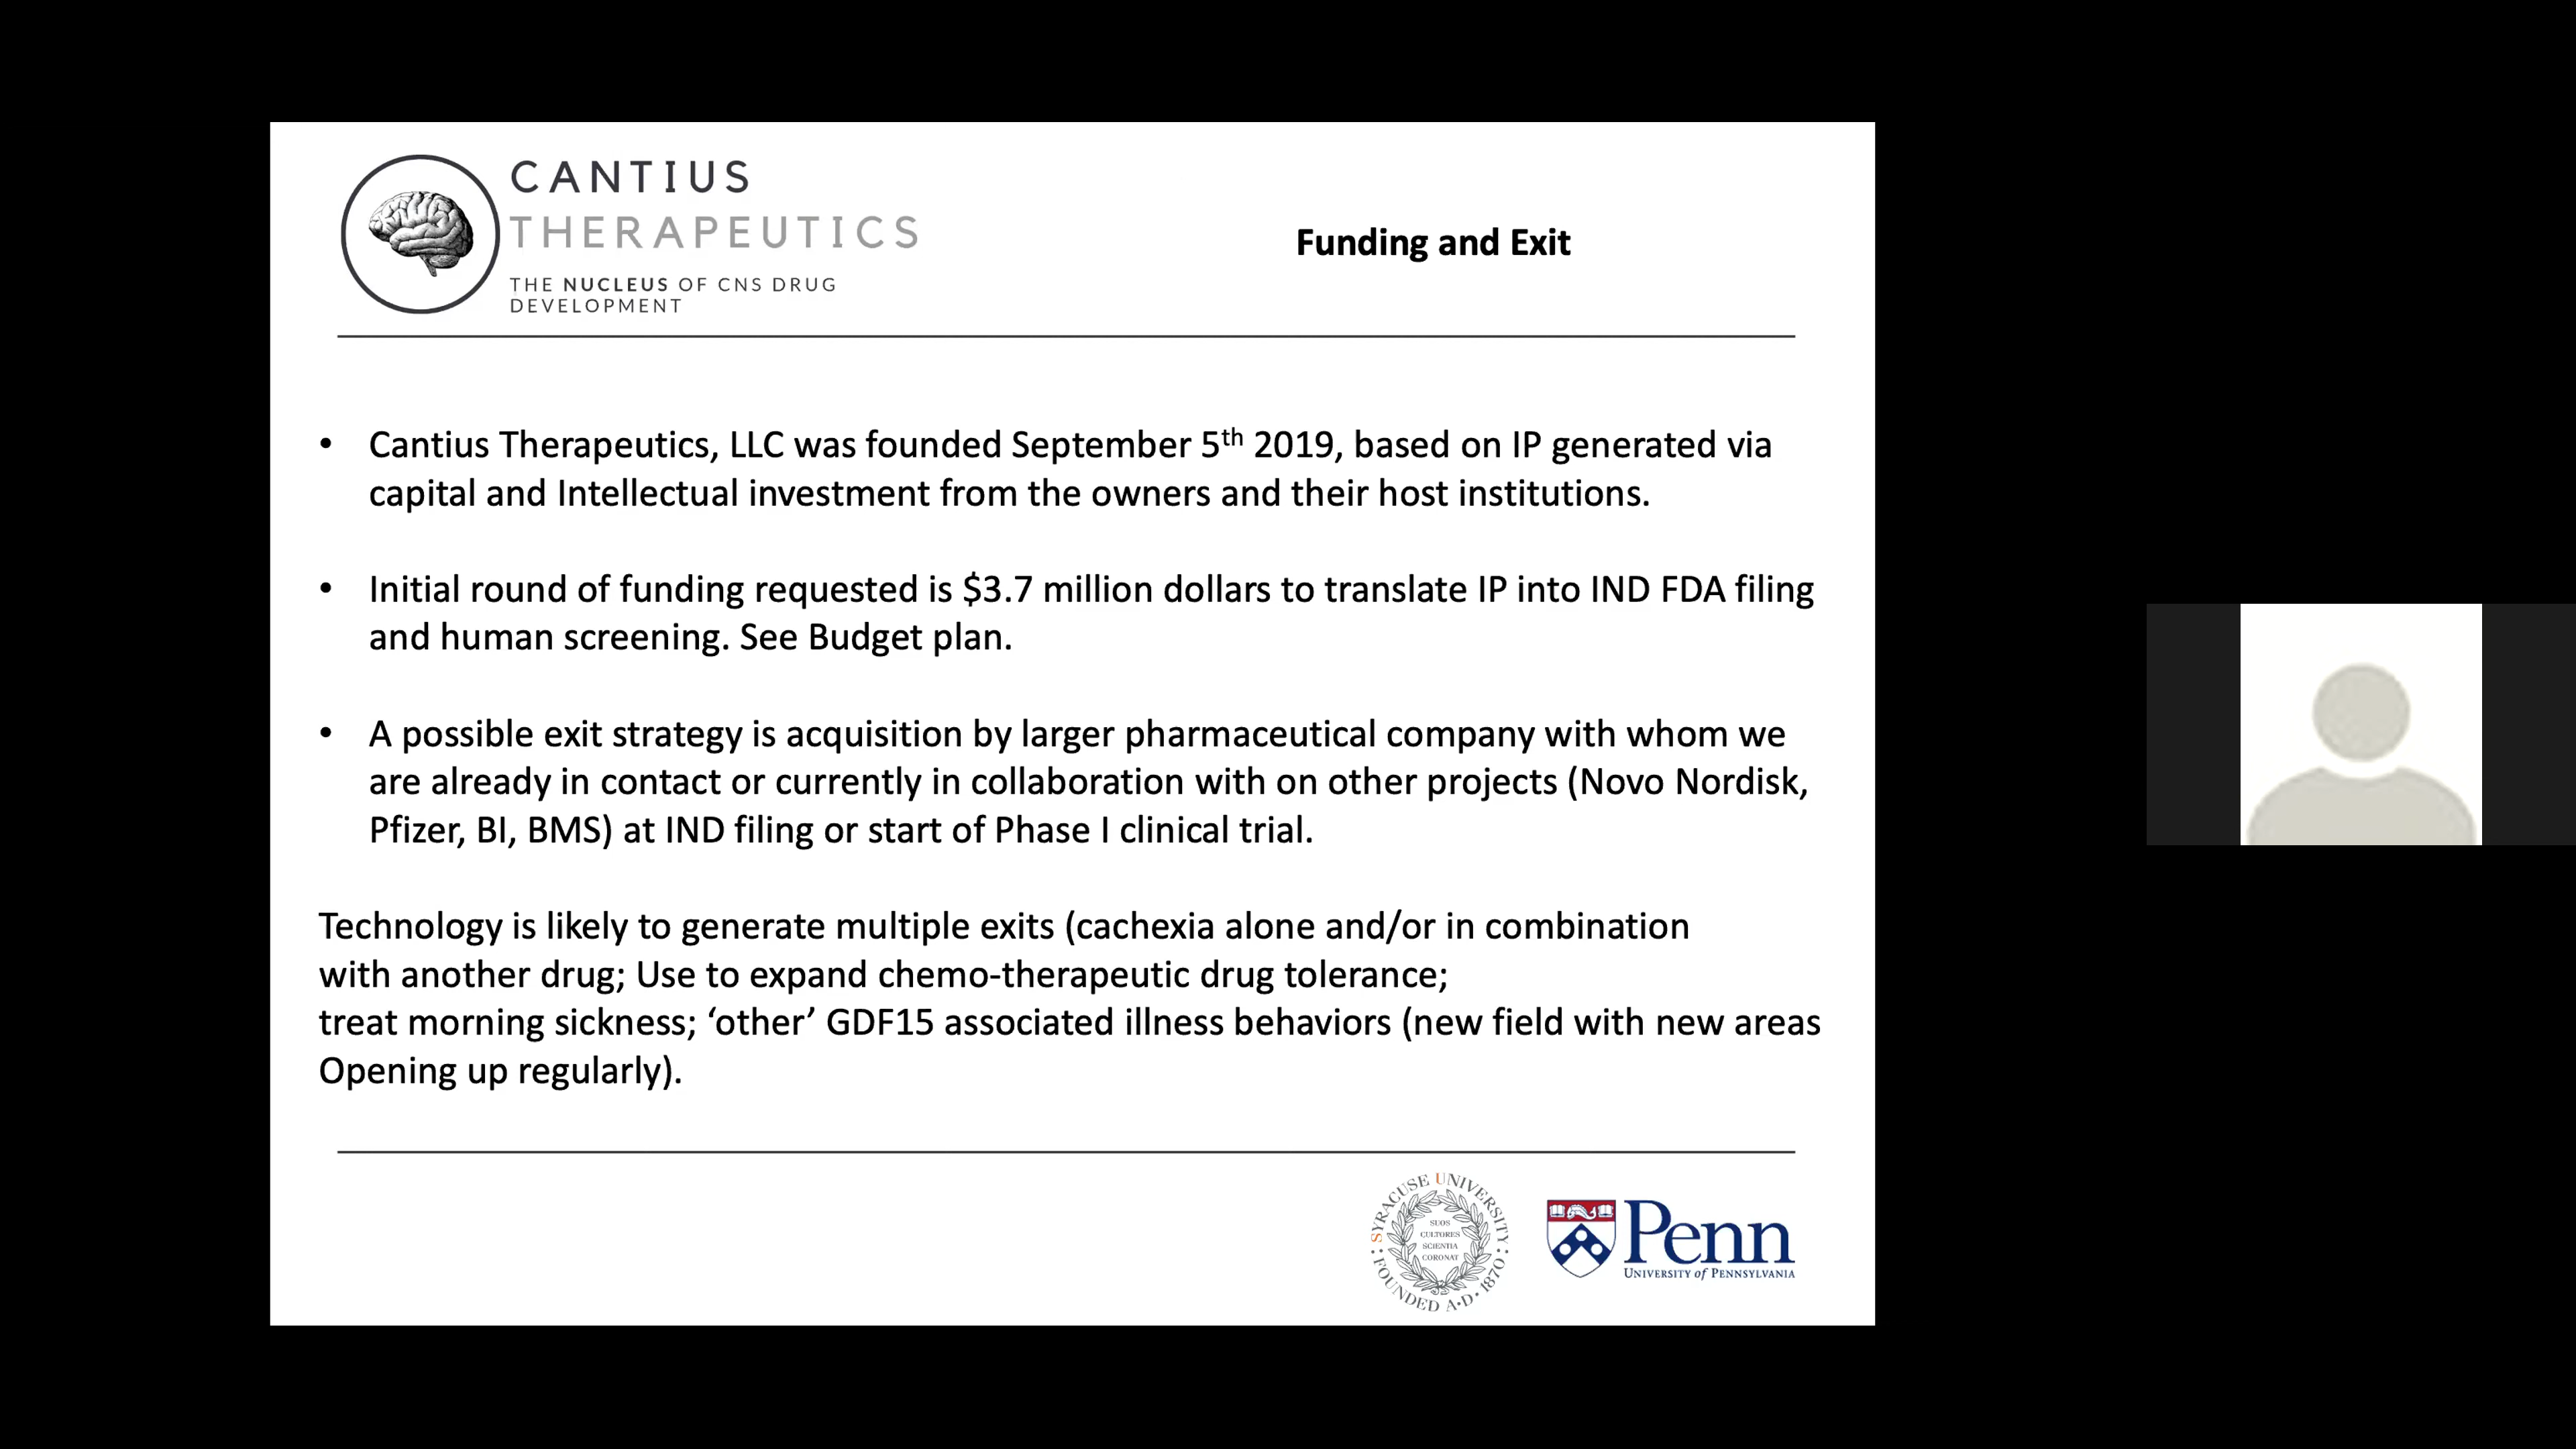 CANTIUS
THERAPEUTICS
THE NUCLEUS OF CNS DRUG
DEVELOPMENT
Funding and Exit
• Cantius Therapeutics, LLC was founded September 5th 2019, based on IP generated via
capital and Intellectual investment from the owners and their host institutions.
• Initial round of funding requested is $3.7 million dollars to translate IP into IND FDA filing
and human screening. See Budget plan.
• A possible exit strategy is acquisition by larger pharmaceutical company with whom we
are already in contact or currently in collaboration with on other projects (Novo Nordisk,
Pfizer, BI, BMS) at IND filing or start of Phase I clinical trial.
Technology is likely to generate multiple exits (cachexia alone and/or in combination
with another drug; Use to expand chemo-therapeutic drug tolerance;
treat morning sickness; ‘other’ GDF15 associated illness behaviors (new field with new areas
Opening up regularly).
SYRACUSE UNIVERSITY
FOUNDED A·D·1870
SUOS
CULTORES
SCIENTIA
CORONAT
Penn
UNIVERSITY of PENNSYLVANIA